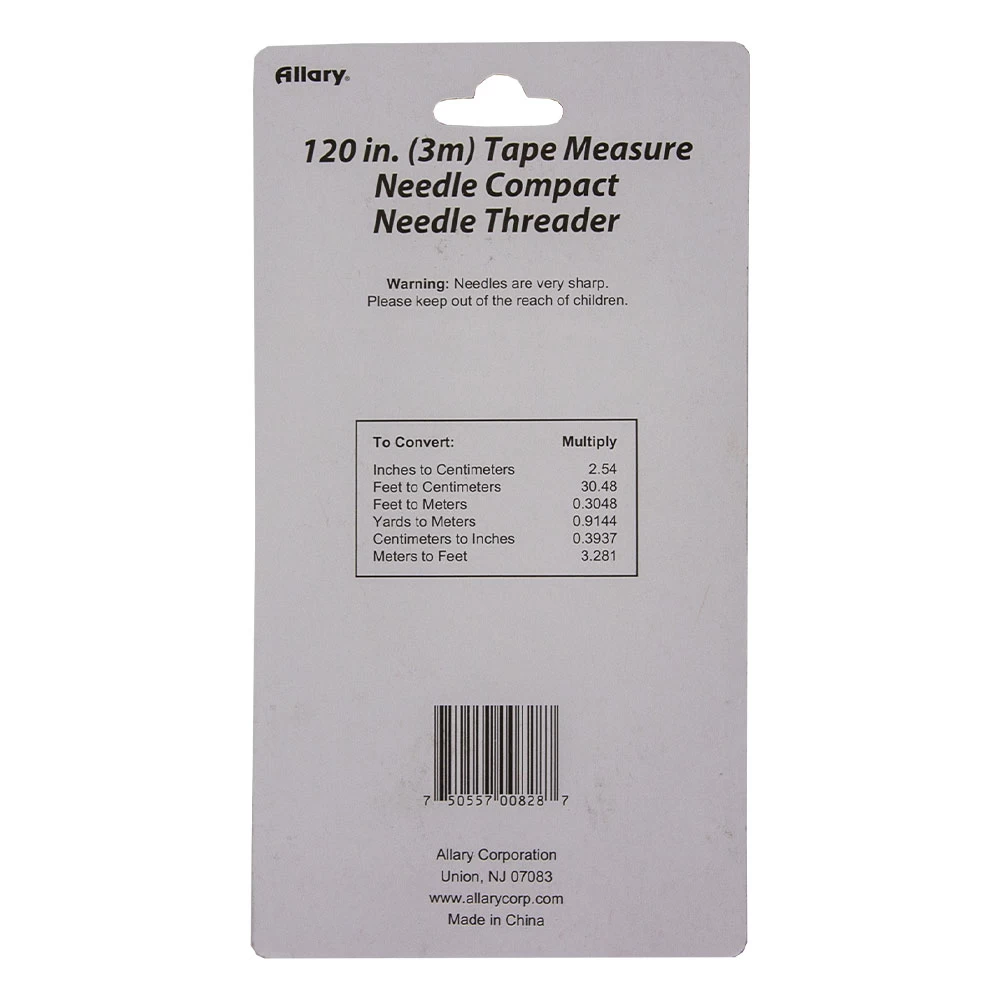 Allary®
120 in. (3m) Tape Measure
Needle Compact
Needle Threader
Warning: Needles are very sharp.
Please keep out of the reach of children.
To Convert: Multiply
Inches to Centimeters 2.54
Feet to Centimeters 30.48
Feet to Meters 0.3048
Yards to Meters 0.9144
Centimeters to Inches 0.3937
Meters to Feet 3.281
7 50557 00828 7
Allary Corporation
Union, NJ 07083
www.allarycorp.com
Made in China